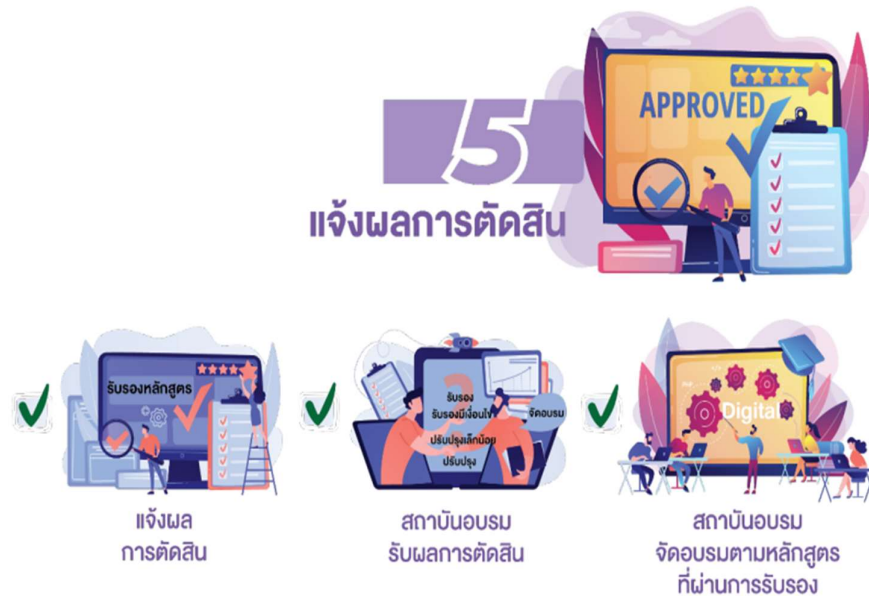 5
แจ้งผลการตัดสิน
APPROVED
รับรองหลักสูตร
แจ้งผล
การตัดสิน
รับรอง
รับรองมีเงื่อนไข
ปรับปรุงเล็กน้อย
ปรับปรุง
จัดอบรม
สถาบันอบรม
รับผลการตัดสิน
Digital
สถาบันอบรม
จัดอบรมตามหลักสูตร
ที่ผ่านการรับรอง